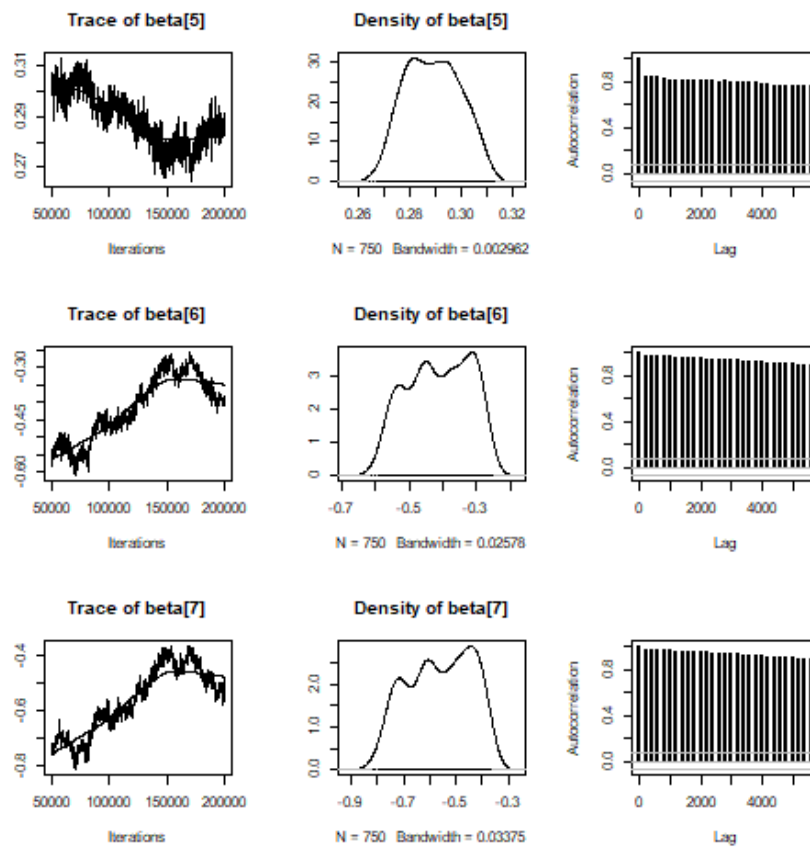 Trace of beta[5] Density of beta[5]
0.27 0.29 0.31
50000 100000 150000 200000
Iterations
0 10 20 30
0.26 0.28 0.30 0.32
N = 750 Bandwidth = 0.002962
Autocorrelation
0.0 0.4 0.8
0 2000 4000
Lag
Trace of beta[6] Density of beta[6]
-0.60 -0.45 -0.30
50000 100000 150000 200000
Iterations
0 1 2 3
-0.7 -0.5 -0.3
N = 750 Bandwidth = 0.02578
Autocorrelation
0.0 0.4 0.8
0 2000 4000
Lag
Trace of beta[7] Density of beta[7]
-0.8 -0.6 -0.4
50000 100000 150000 200000
Iterations
0.0 1.0 2.0
-0.9 -0.7 -0.5 -0.3
N = 750 Bandwidth = 0.03375
Autocorrelation
0.0 0.4 0.8
0 2000 4000
Lag